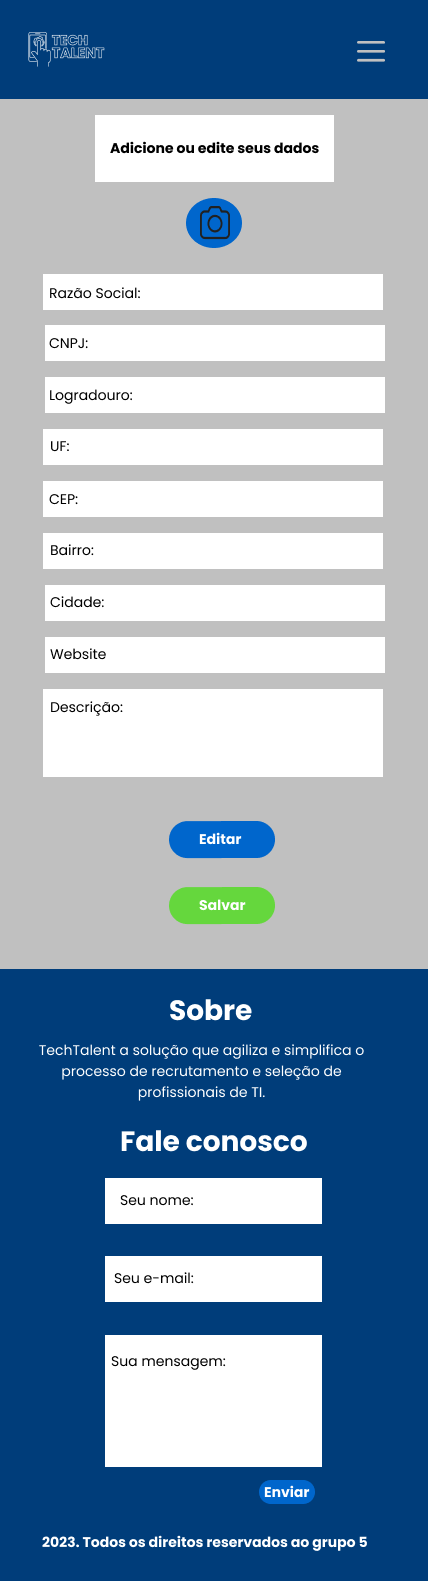 TECH
TALENT
Adicione ou edite seus dados
Razão Social:
CNPJ:
Logradouro:
UF:
CEP:
Bairro:
Cidade:
Website
Descrição:
Editar
Salvar
Sobre
TechTalent a solução que agiliza e simplifica o
processo de recrutamento e seleção de
profissionais de TI.
Fale conosco
Seu nome:
Seu e-mail:
Sua mensagem:
Enviar
2023. Todos os direitos reservados ao grupo 5